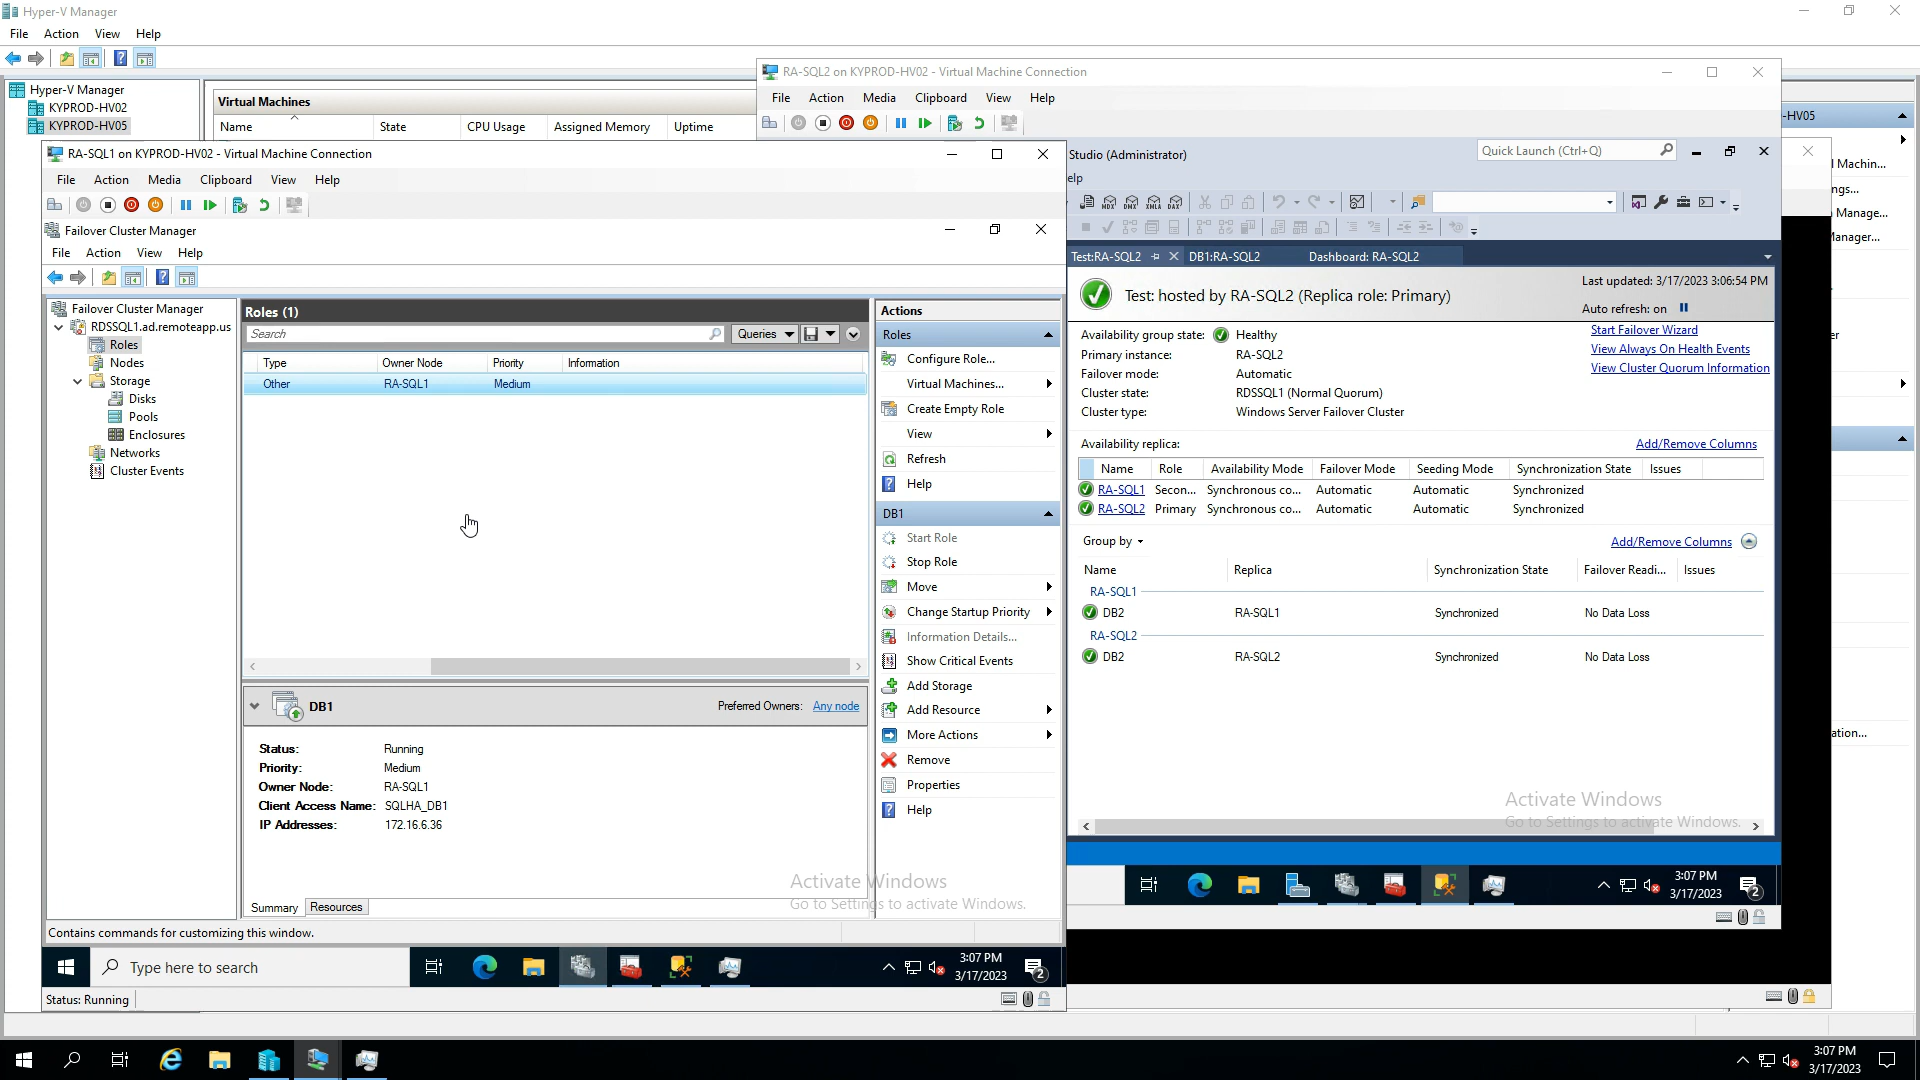 Hyper-V Manager
File Action View Help
Hyper-V Manager
KYPROD-HV02
KYPROD-HV05
Virtual Machines
Name State CPU Usage Assigned Memory Uptime
RA-SQL2 on KYPROD-HV02 - Virtual Machine Connection
File Action Media Clipboard View Help
-HV05
l Machin...
ngs...
Manage...
anager...
er
ation...
RA-SQL1 on KYPROD-HV02 - Virtual Machine Connection
File Action Media Clipboard View Help
Failover Cluster Manager
File Action View Help
Failover Cluster Manager
RDSSQL1.ad.remoteapp.us
Roles
Nodes
Storage
Disks
Pools
Enclosures
Networks
Cluster Events
Roles (1)
Search Queries
Type Owner Node Priority Information
Other RA-SQL1 Medium
DB1 Preferred Owners: Any node
Status: Running
Priority: Medium
Owner Node: RA-SQL1
Client Access Name: SQLHA_DB1
IP Addresses: 172.16.6.36
Activate Windows
Go to Settings to activate Windows.
Summary Resources
Actions
Roles
Configure Role...
Virtual Machines...
Create Empty Role
View
Refresh
Help
DB1
Start Role
Stop Role
Move
Change Startup Priority
Information Details...
Show Critical Events
Add Storage
Add Resource
More Actions
Remove
Properties
Help
Contains commands for customizing this window.
Type here to search
3:07 PM
3/17/2023
2
Status: Running
Studio (Administrator)
Quick Launch (Ctrl+Q)
elp
MDX DMX XMLA DAX
Test:RA-SQL2 DB1:RA-SQL2 Dashboard: RA-SQL2
Test: hosted by RA-SQL2 (Replica role: Primary)
Last updated: 3/17/2023 3:06:54 PM
Auto refresh: on
Availability group state: Healthy
Primary instance: RA-SQL2
Failover mode: Automatic
Cluster state: RDSSQL1 (Normal Quorum)
Cluster type: Windows Server Failover Cluster
Start Failover Wizard
View Always On Health Events
View Cluster Quorum Information
Availability replica: Add/Remove Columns
Name Role Availability Mode Failover Mode Seeding Mode Synchronization State Issues
RA-SQL1 Secon... Synchronous co... Automatic Automatic Synchronized
RA-SQL2 Primary Synchronous co... Automatic Automatic Synchronized
Group by Add/Remove Columns
Name Replica Synchronization State Failover Readi... Issues
RA-SQL1
DB2 RA-SQL1 Synchronized No Data Loss
RA-SQL2
DB2 RA-SQL2 Synchronized No Data Loss
Activate Windows
Go to Settings to activate Windows.
3:07 PM
3/17/2023
2
3:07 PM
3/17/2023